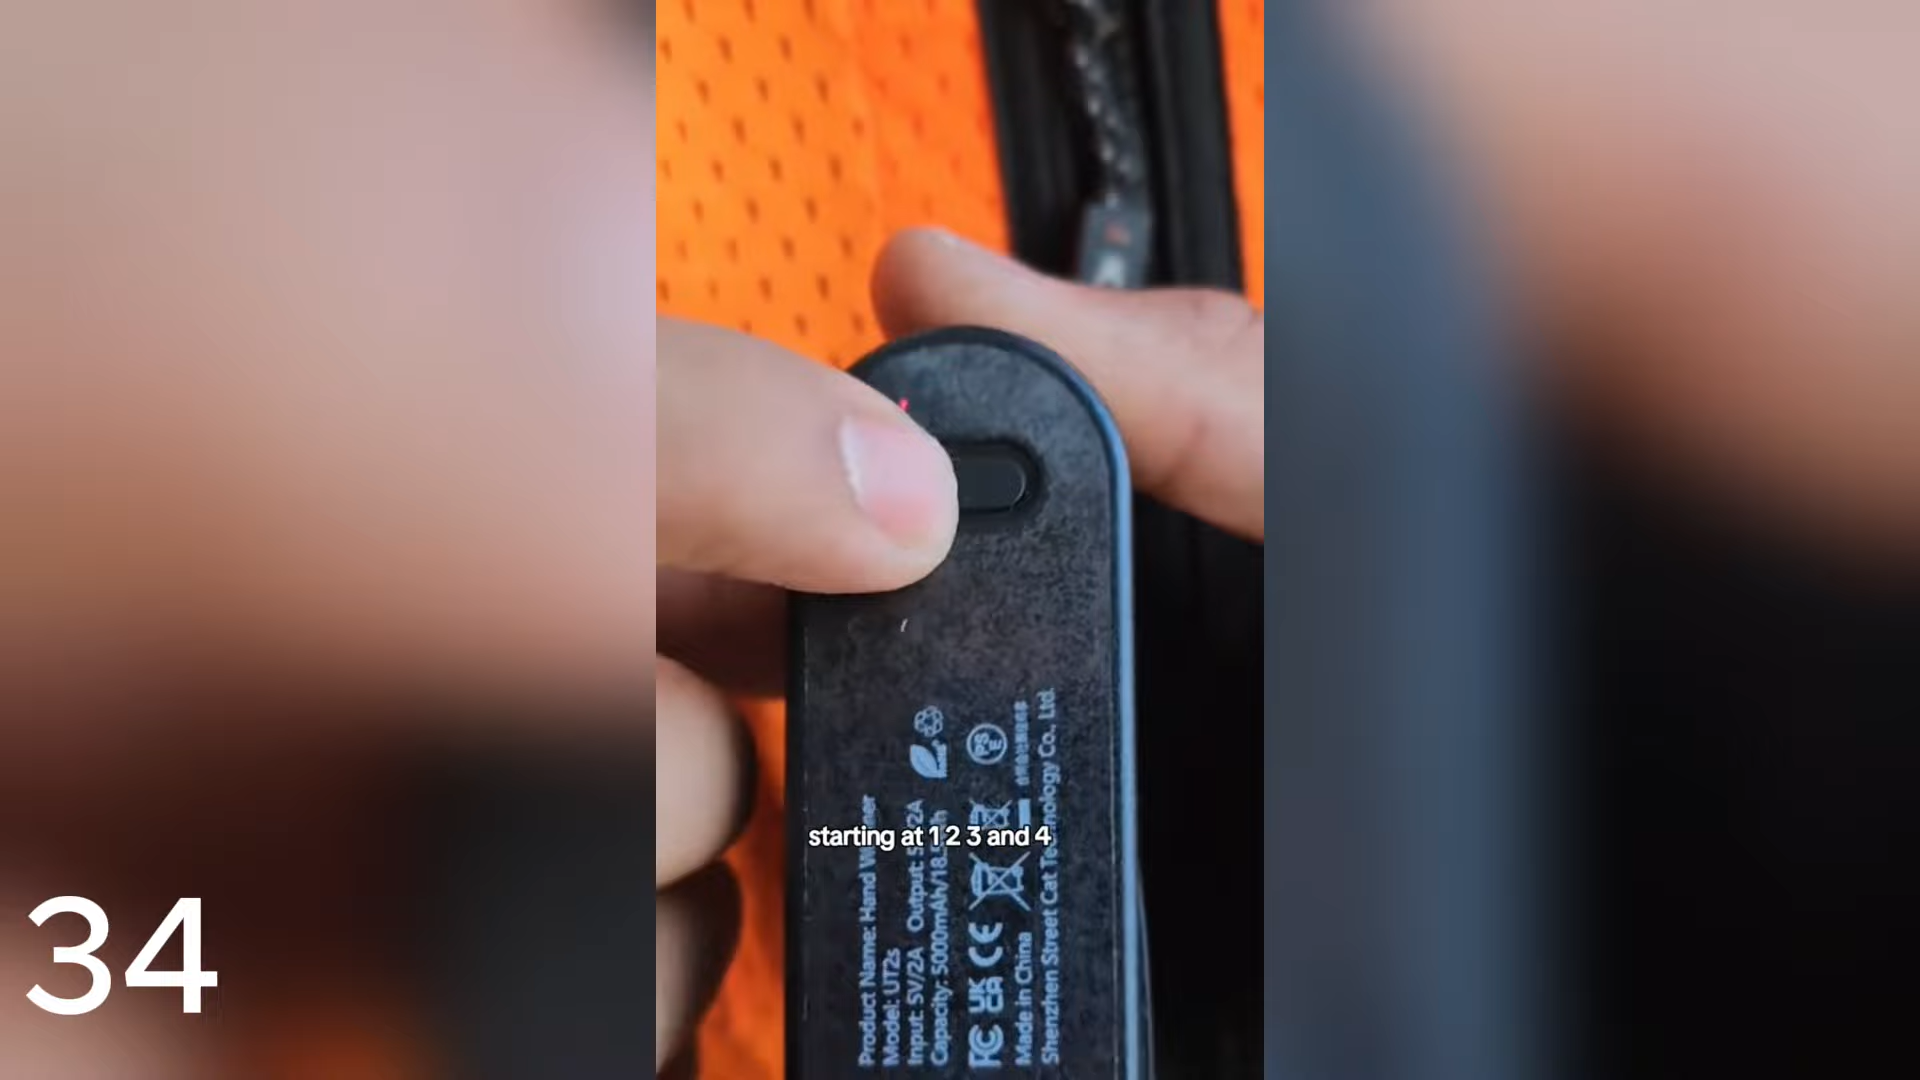 Product Name: Hand Warmer
Model: UT2s
Input: 5V/2A Output: 5V/2A
Capacity: 5000mAh/18.5Wh
FC UK CA CE PS E
Made in China
Shenzhen Street Cat Technology Co., Ltd.
starting at 1 2 3 and 4
34